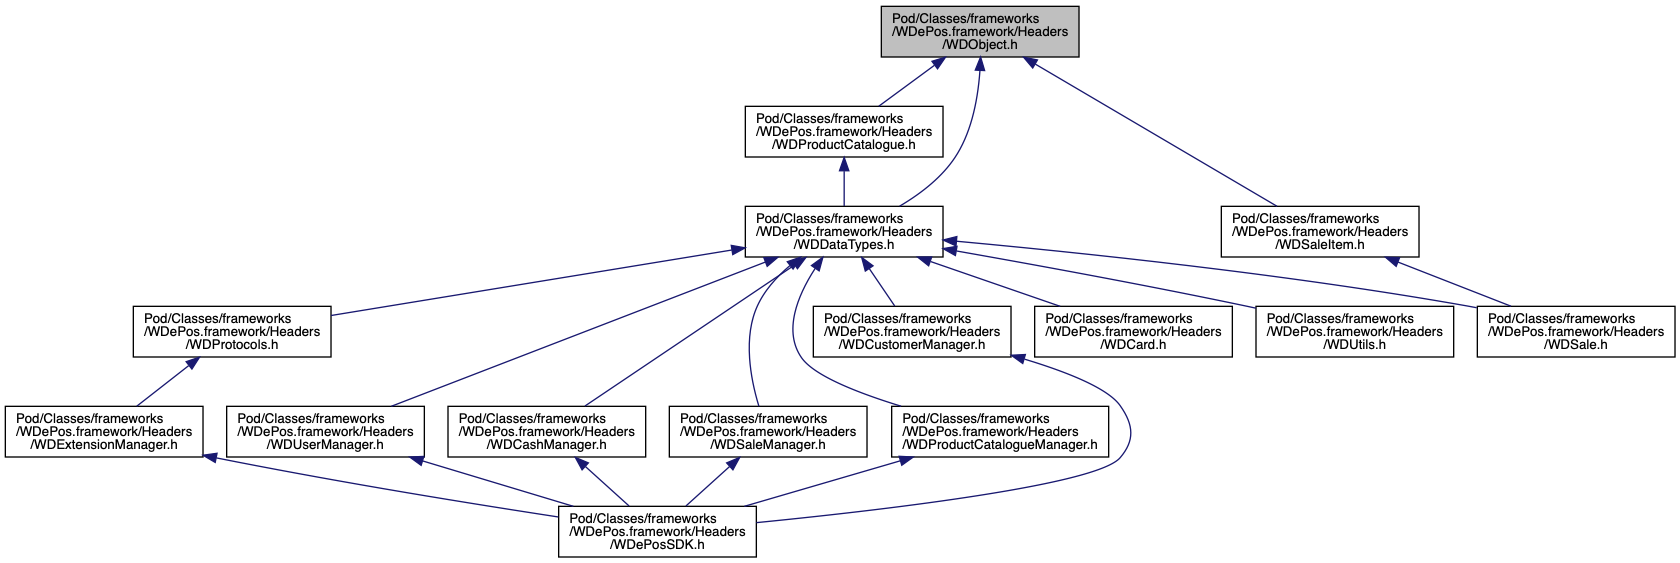 Pod/Classes/frameworks
/WDePos.framework/Headers
/WDObject.h
Pod/Classes/frameworks
/WDePos.framework/Headers
/WDProductCatalogue.h
Pod/Classes/frameworks
/WDePos.framework/Headers
/WDDataTypes.h
Pod/Classes/frameworks
/WDePos.framework/Headers
/WDSaleItem.h
Pod/Classes/frameworks
/WDePos.framework/Headers
/WDProtocols.h
Pod/Classes/frameworks
/WDePos.framework/Headers
/WDCustomerManager.h
Pod/Classes/frameworks
/WDePos.framework/Headers
/WDCard.h
Pod/Classes/frameworks
/WDePos.framework/Headers
/WDUtils.h
Pod/Classes/frameworks
/WDePos.framework/Headers
/WDSale.h
Pod/Classes/frameworks
/WDePos.framework/Headers
/WDExtensionManager.h
Pod/Classes/frameworks
/WDePos.framework/Headers
/WDUserManager.h
Pod/Classes/frameworks
/WDePos.framework/Headers
/WDCashManager.h
Pod/Classes/frameworks
/WDePos.framework/Headers
/WDSaleManager.h
Pod/Classes/frameworks
/WDePos.framework/Headers
/WDProductCatalogueManager.h
Pod/Classes/frameworks
/WDePos.framework/Headers
/WDePosSDK.h